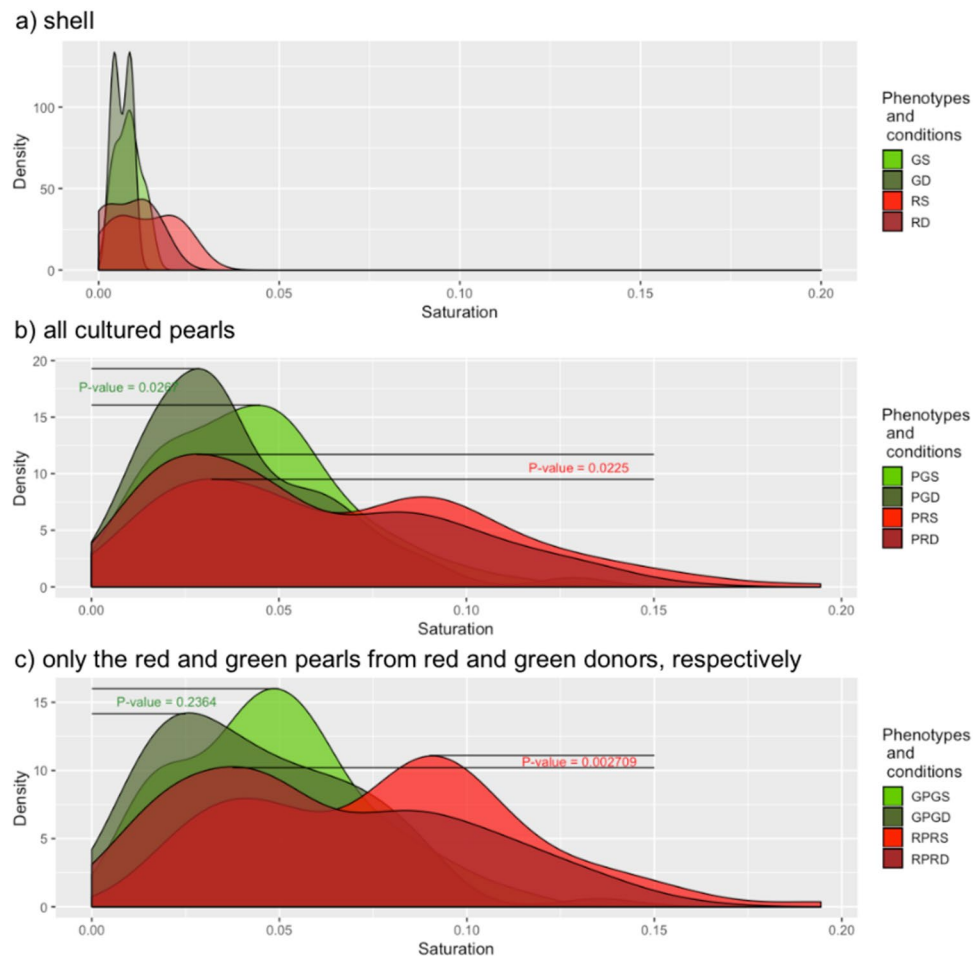 a) shell
Density
100
50
0
0.00 0.05 0.10 0.15 0.20
Saturation
Phenotypes
and
conditions
GS
GD
RS
RD
b) all cultured pearls
Density
20
15
10
5
0
P-value = 0.0267
P-value = 0.0225
0.00 0.05 0.10 0.15 0.20
Saturation
Phenotypes
and
conditions
PGS
PGD
PRS
PRD
c) only the red and green pearls from red and green donors, respectively
Density
15
10
5
0
P-value = 0.2364
P-value = 0.002709
0.00 0.05 0.10 0.15 0.20
Saturation
Phenotypes
and
conditions
GPGS
GPGD
RPRS
RPRD